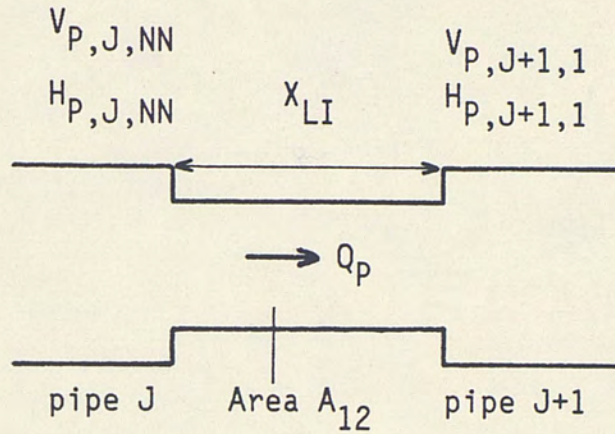 V_P,J,NN
H_P,J,NN
X_LI
V_P,J+1,1
H_P,J+1,1
Q_P
pipe J
Area A_12
pipe J+1